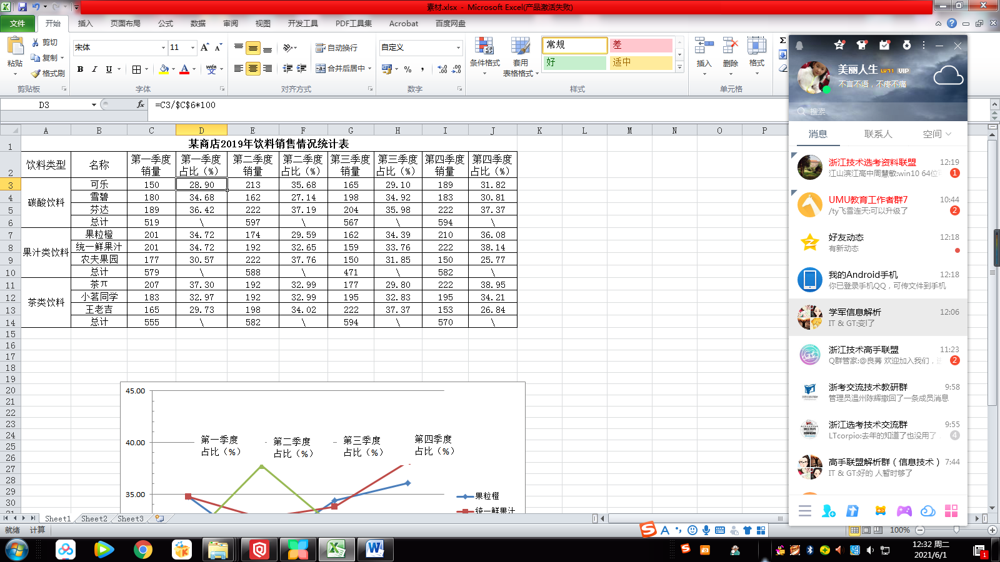 素材.xlsx - Microsoft Excel(产品激活失败)
文件 开始 插入 页面布局 公式 数据 审阅 视图 开发工具 PDF工具集 Acrobat 百度网盘
粘贴 剪切 复制 格式刷 剪贴板
宋体 11 B I U wén 字体
自动换行 合并后居中 对齐方式
自定义 % , 数字
条件格式 套用表格格式 常规 差 好 适中 样式
插入 删除 格式 单元格
D3 fx =C3/$C$6*100
A B C D E F G H I J K L M N O P
1 某商店2019年饮料销售情况统计表
2 饮料类型 名称 第一季度销量 第一季度占比（%） 第二季度销量 第二季度占比（%） 第三季度销量 第三季度占比（%） 第四季度销量 第四季度占比（%）
3 可乐 150 28.90 213 35.68 165 29.10 189 31.82
4 碳酸饮料 雪碧 180 34.68 162 27.14 198 34.92 183 30.81
5 芬达 189 36.42 222 37.19 204 35.98 222 37.37
6 总计 519 \ 597 \ 567 \ 594 \
7 果粒橙 201 34.72 174 29.59 162 34.39 210 36.08
8 果汁类饮料 统一鲜果汁 201 34.72 192 32.65 159 33.76 222 38.14
9 农夫果园 177 30.57 222 37.76 150 31.85 150 25.77
10 总计 579 \ 588 \ 471 \ 582 \
11 茶π 207 37.30 192 32.99 177 29.80 222 38.95
12 茶类饮料 小茗同学 183 32.97 192 32.99 195 32.83 195 34.21
13 王老吉 165 29.73 198 34.02 222 37.37 153 26.84
14 总计 555 \ 582 \ 594 \ 570 \
15
16
17
18
19
20
21
22
23
24
25
26
27
28
29
30
45.00
40.00
35.00
第一季度占比（%） 第二季度占比（%） 第三季度占比（%） 第四季度占比（%）
果粒橙
统一鲜果汁
Sheet1 Sheet2 Sheet3
就绪 计算 100%
美丽人生 LV71 VIP
不言不语，不疼不痛
搜索
消息 联系人 空间
浙江技术选考资料联盟 12:19
江山滨江高中周慧敏:win10 64位 1
UMU教育工作者群7 10:44
/ty飞雪连天:可以升级了 2
好友动态 12:18
有新动态
我的Android手机 12:18
你已登录手机QQ，可传文件到手机
学军信息解析 12:06
IT & GT:变l了
浙江技术高手联盟 11:23
Q群管家:@良莠 欢迎加入我们， 2
浙考交流技术教研群 9:58
管理员温州陈辉撤回了一条成员消息
浙江选考技术交流群 9:55
LTcorpio:去年的知道了也没用了 4
高手联盟解析群（信息技术） 7:44
IT & GT:好的 人暂时够了
12:32 周二
2021/6/1
1